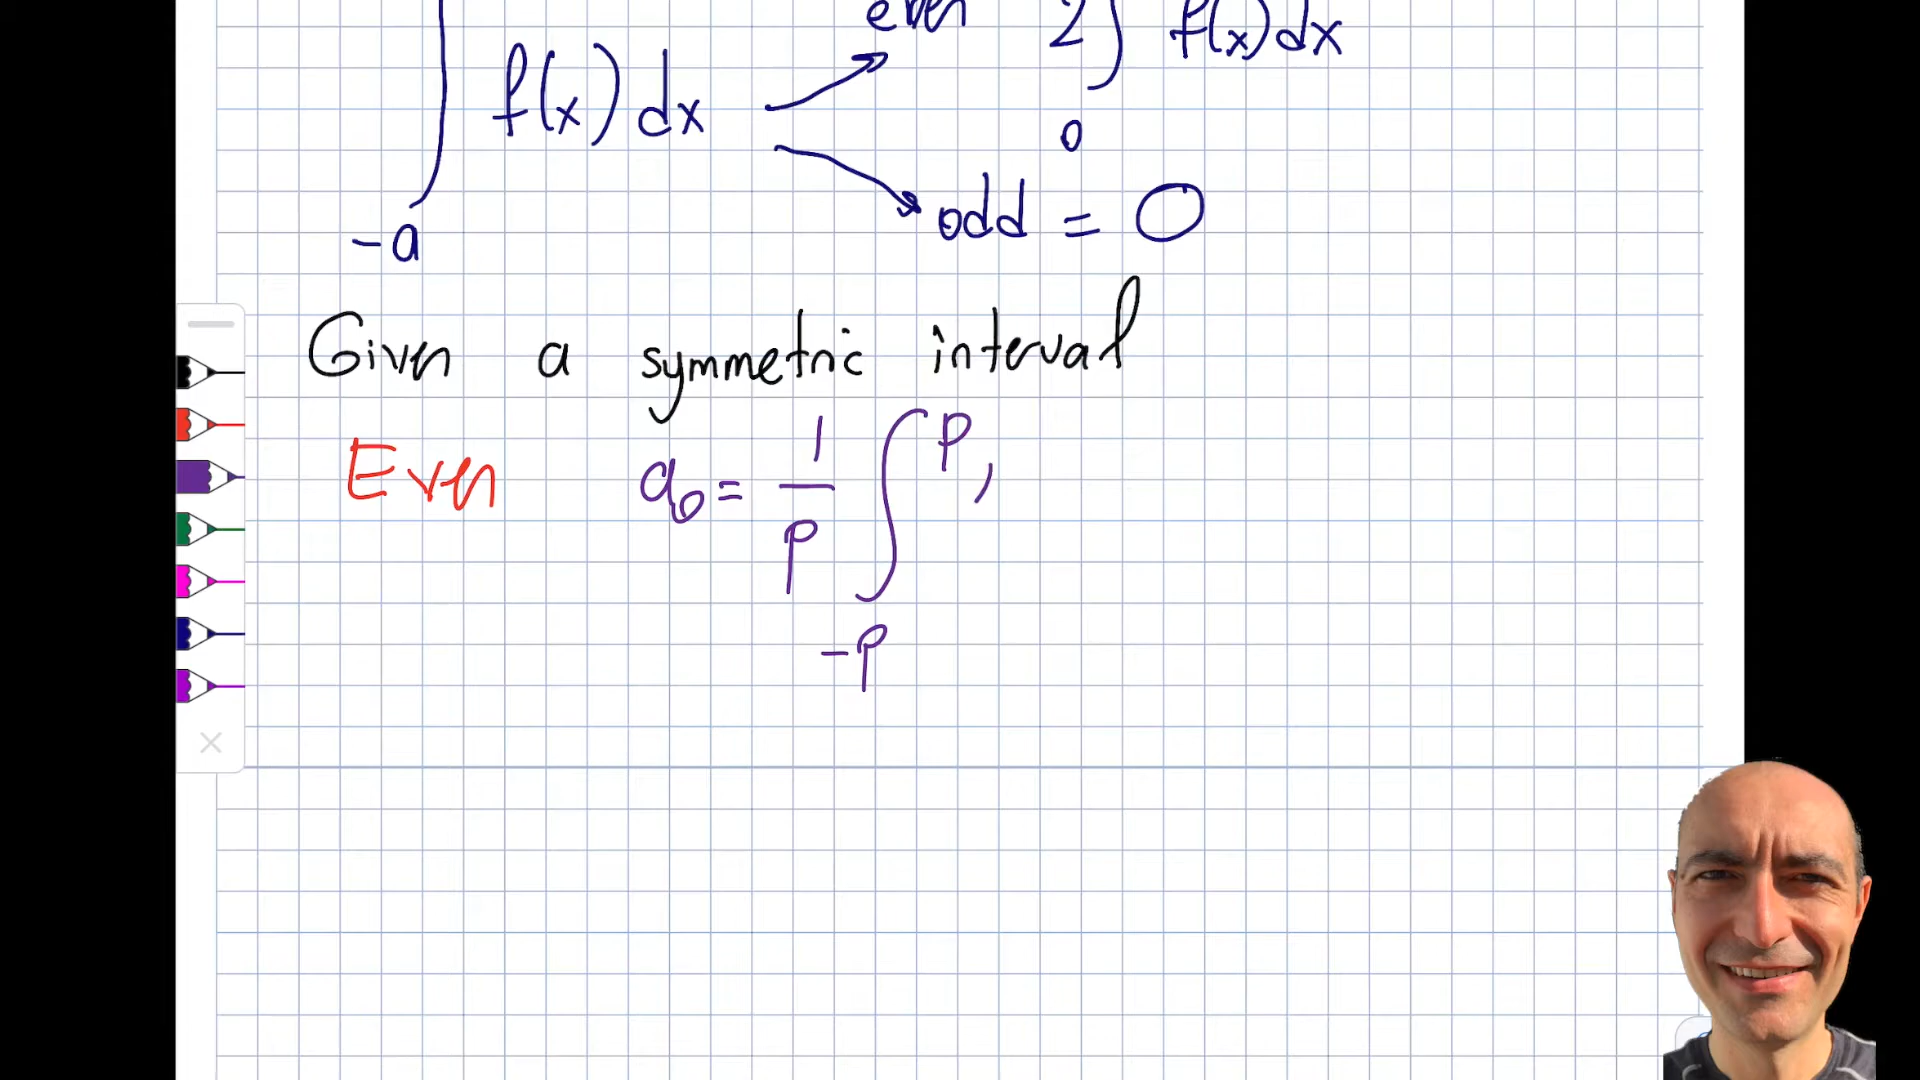 even 2∫ f(x)dx
∫ f(x) dx
0
odd = 0
-a
Given a symmetric interval
Even a₀ = 1/p ∫ p
-p